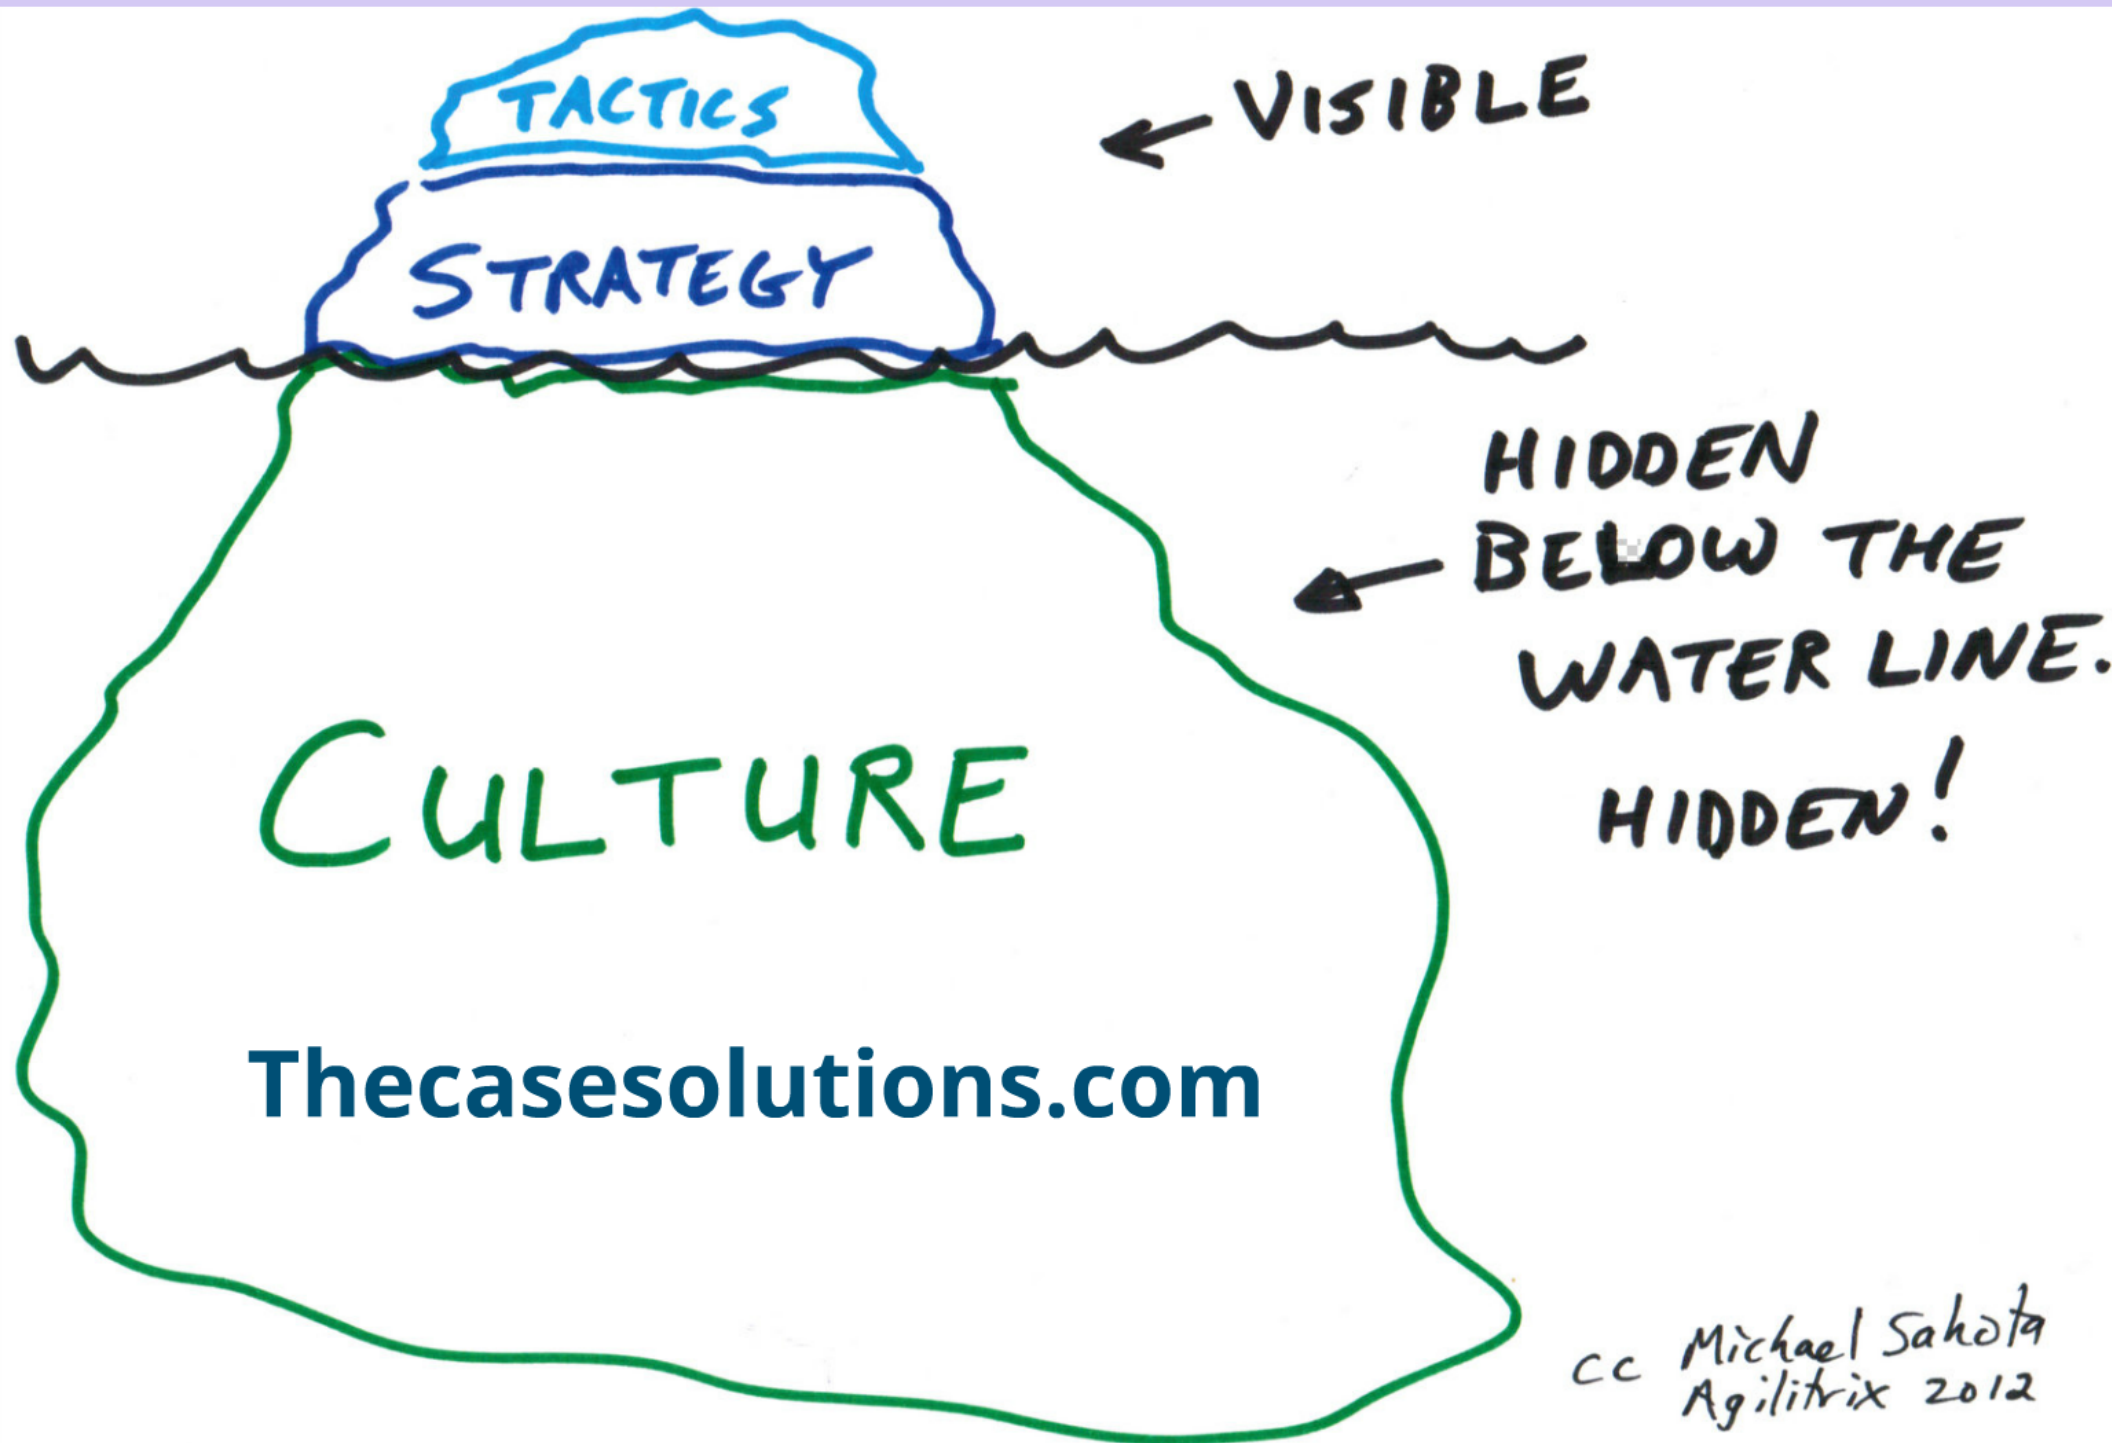 TACTICS
← VISIBLE
STRATEGY
HIDDEN
← BELOW THE
WATER LINE.
HIDDEN!
CULTURE
Thecasesolutions.com
cc Michael Sahota
Agilitrix 2012